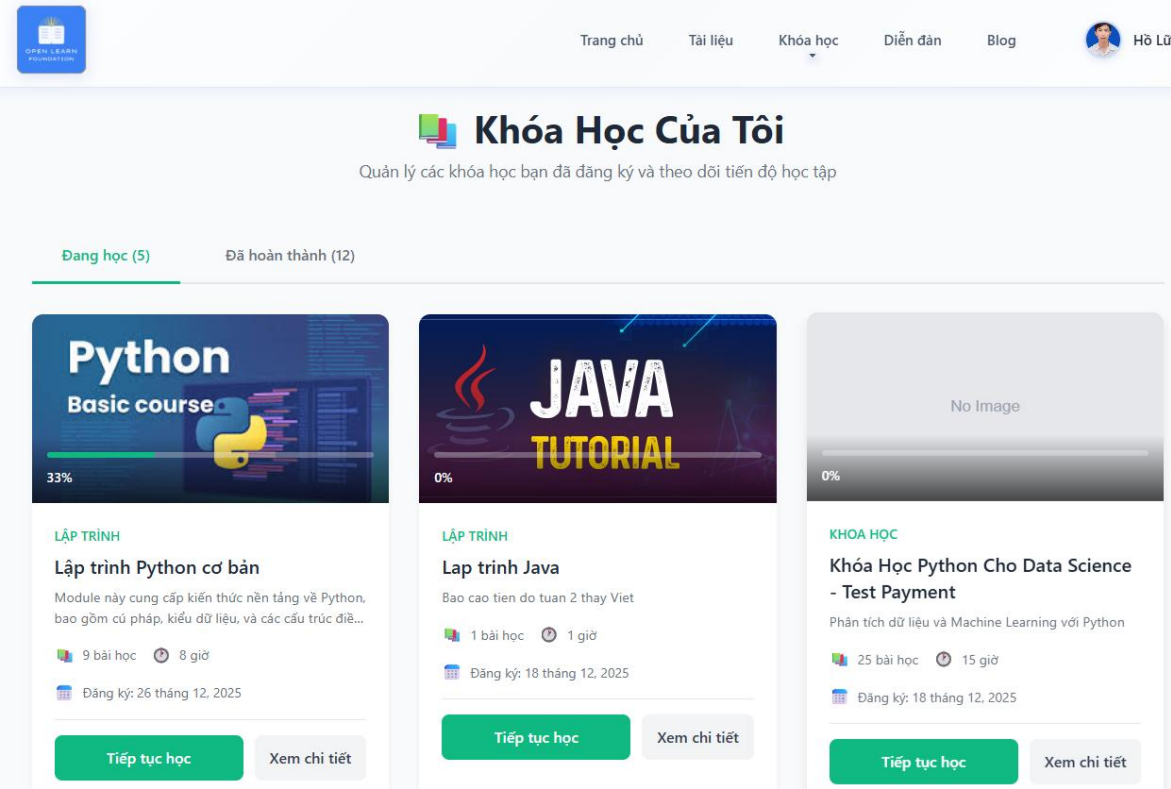 OPEN LEARN
FOUNDATION
Trang chủ
Tài liệu
Khóa học
Diễn đàn
Blog
Hồ Lữ
Khóa Học Của Tôi
Quản lý các khóa học bạn đã đăng ký và theo dõi tiến độ học tập
Đang học (5)
Đã hoàn thành (12)
Python
Basic course
33%
LẬP TRÌNH
Lập trình Python cơ bản
Module này cung cấp kiến thức nền tảng về Python,
bao gồm cú pháp, kiểu dữ liệu, và các cấu trúc điề...
9 bài học
8 giờ
Đăng ký: 26 tháng 12, 2025
Tiếp tục học
Xem chi tiết
JAVA
TUTORIAL
0%
LẬP TRÌNH
Lap trinh Java
Bao cao tien do tuan 2 thay Viet
1 bài học
1 giờ
Đăng ký: 18 tháng 12, 2025
Tiếp tục học
Xem chi tiết
No Image
0%
KHOA HỌC
Khóa Học Python Cho Data Science
- Test Payment
Phân tích dữ liệu và Machine Learning với Python
25 bài học
15 giờ
Đăng ký: 18 tháng 12, 2025
Tiếp tục học
Xem chi tiết